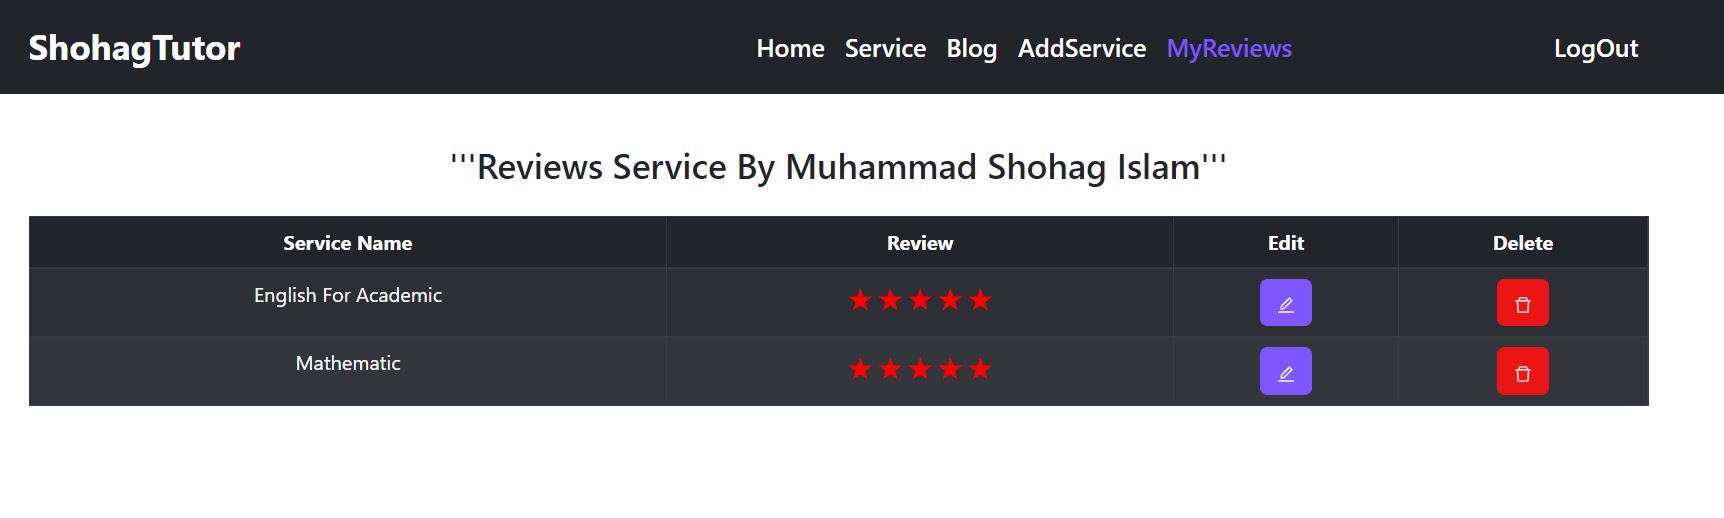 ShohagTutor Home Service Blog AddService MyReviews LogOut
'''Reviews Service By Muhammad Shohag Islam'''
Service Name Review Edit Delete
English For Academic
Mathematic